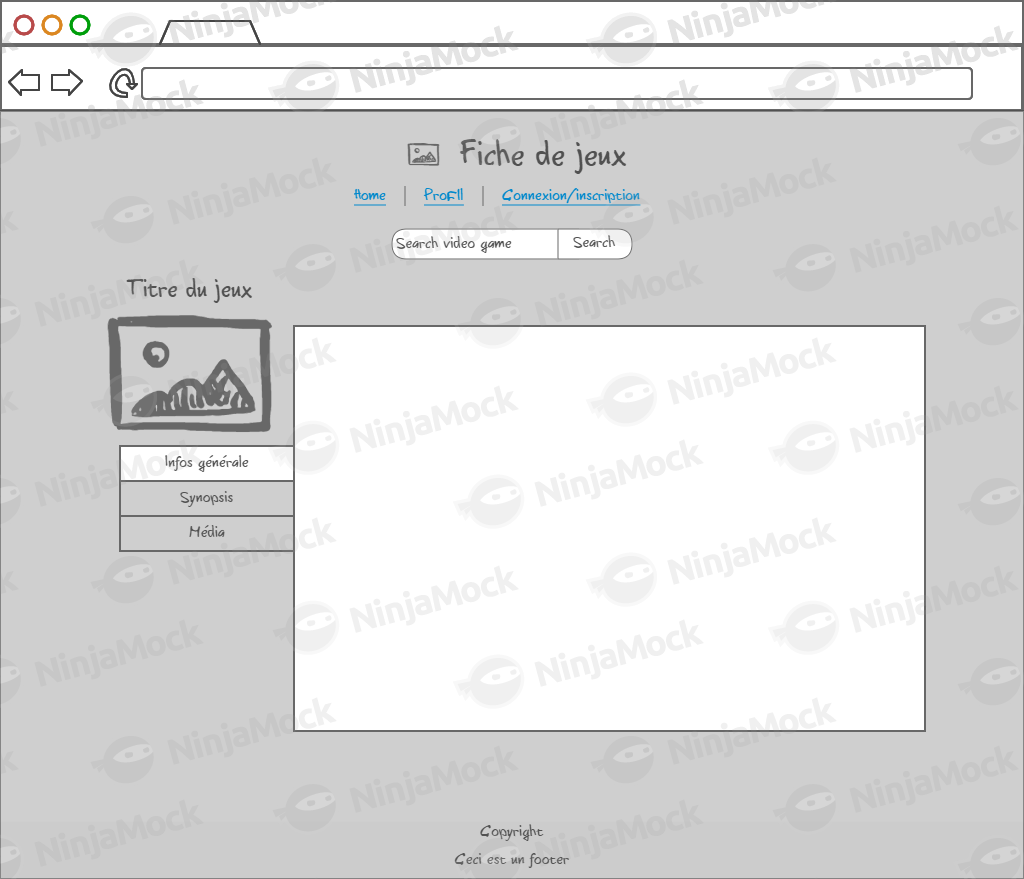 Fiche de jeux
Home | Profil | Connexion/inscription
Search video game Search
Titre du jeux
Infos générale
Synopsis
Média
Copyright
Ceci est un footer
NinjaMock